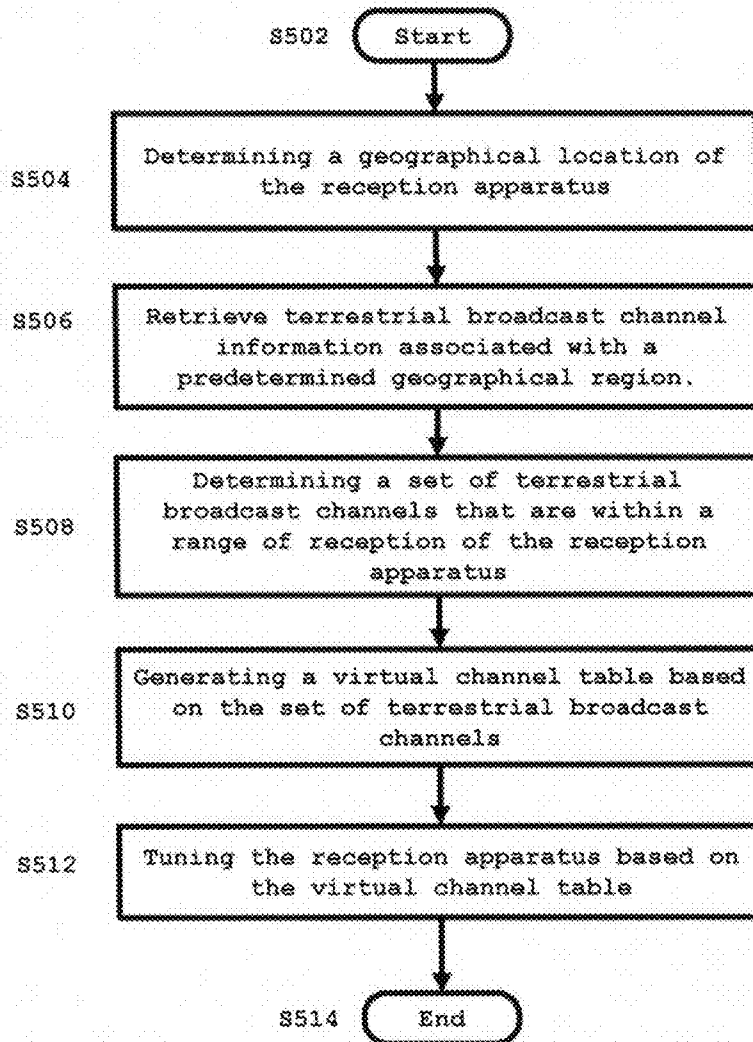 S502 Start
S504
Determining a geographical location of
the reception apparatus
S506
Retrieve terrestrial broadcast channel
information associated with a
predetermined geographical region.
S508
Determining a set of terrestrial
broadcast channels that are within a
range of reception of the reception
apparatus
S510
Generating a virtual channel table based
on the set of terrestrial broadcast
channels
S512
Tuning the reception apparatus based on
the virtual channel table
S514 End